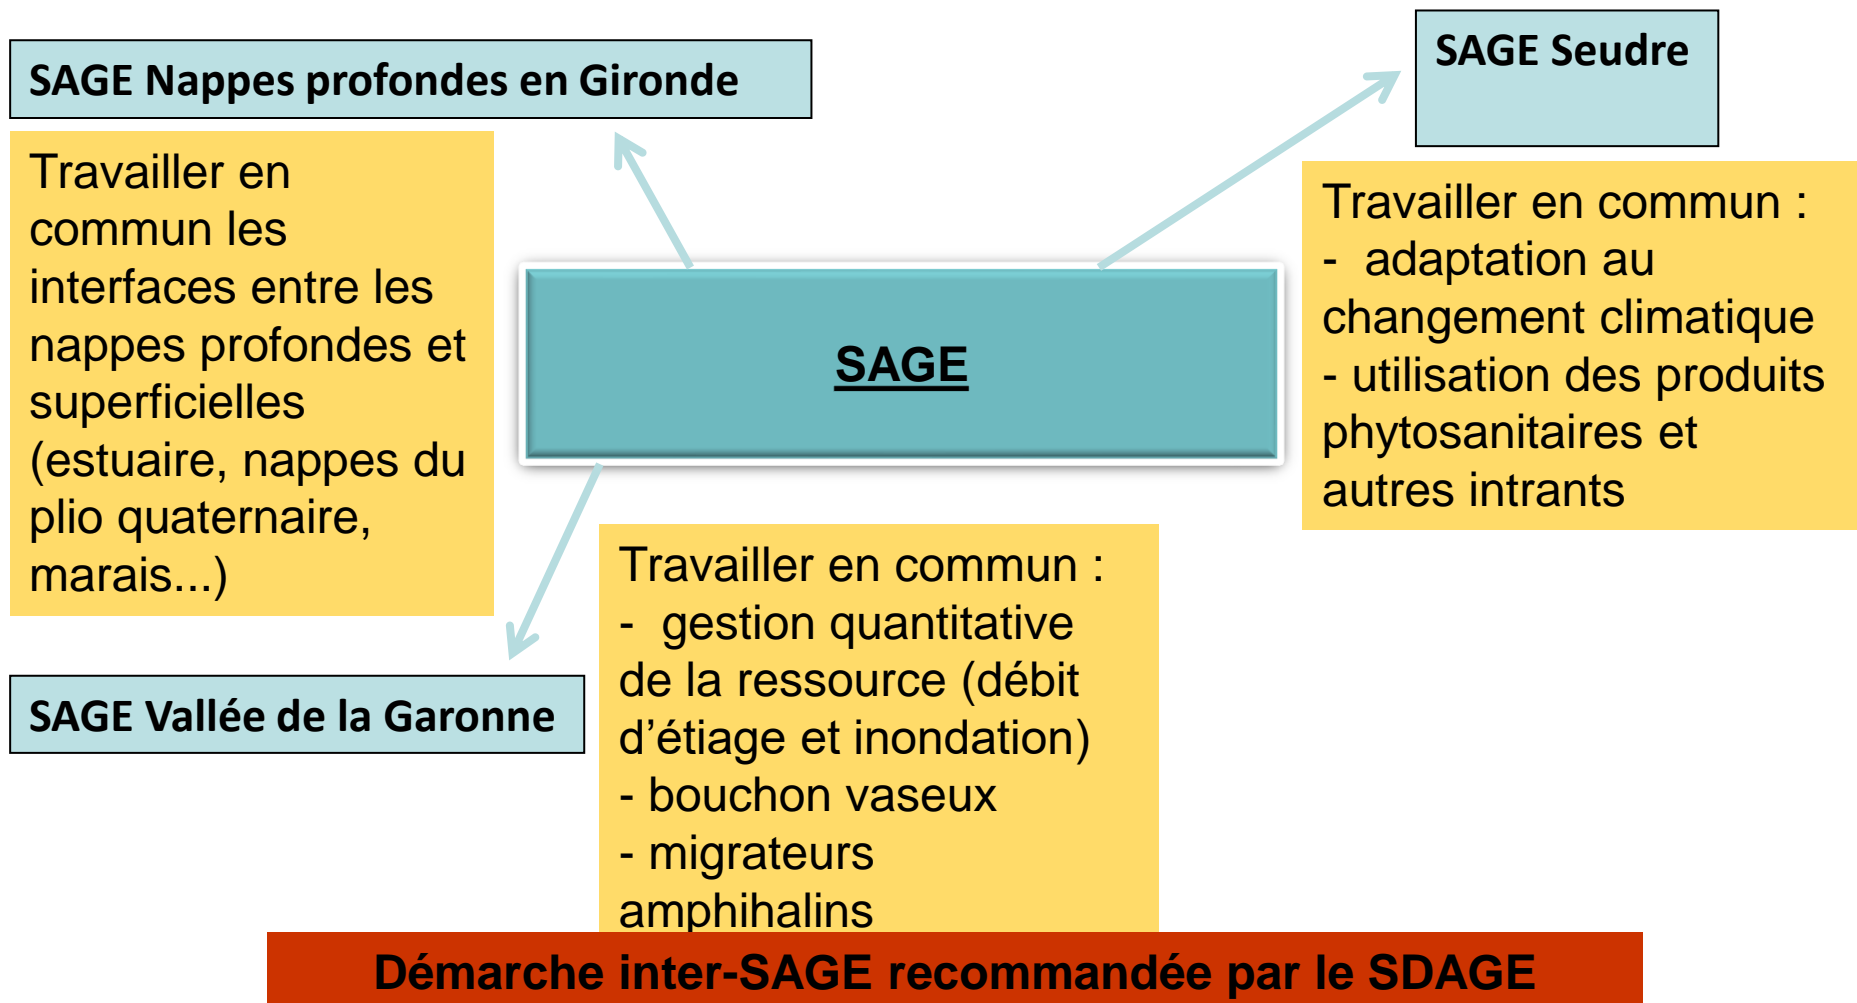 SAGE Nappes profondes en Gironde
Travailler en
commun les
interfaces entre les
nappes profondes et
superficielles
(estuaire, nappes du
plio quaternaire,
marais...)
SAGE Seudre
Travailler en commun :
- adaptation au
changement climatique
- utilisation des produits
phytosanitaires et
autres intrants
SAGE
SAGE Vallée de la Garonne
Travailler en commun :
- gestion quantitative
de la ressource (débit
d’étiage et inondation)
- bouchon vaseux
- migrateurs
amphihalins
Démarche inter-SAGE recommandée par le SDAGE